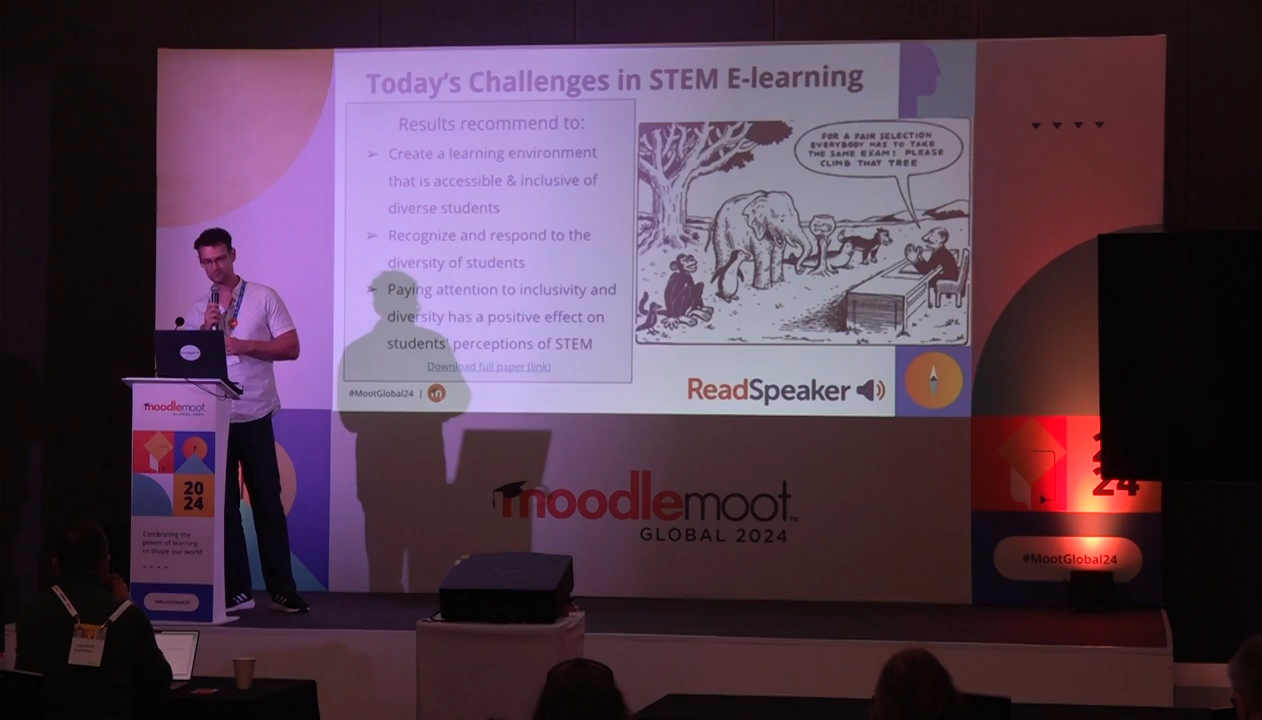 Today's Challenges in STEM E-learning
Results recommend to:
➢ Create a learning environment
that is accessible & inclusive of
diverse students
➢ Recognize and respond to the
diversity of students
➢ Paying attention to inclusivity and
diversity has a positive effect on
students' perceptions of STEM
Download full paper (link)
#MootGlobal24 |
FOR A FAIR SELECTION
EVERYBODY HAS TO TAKE
THE SAME EXAM: PLEASE
CLIMB THAT TREE
ReadSpeaker
moodlemoot
GLOBAL 2024
moodlemoot
GLOBAL 2024
20
24
Celebrating the
power of learning
to shape our world
#MootGlobal24
24
#MootGlobal24